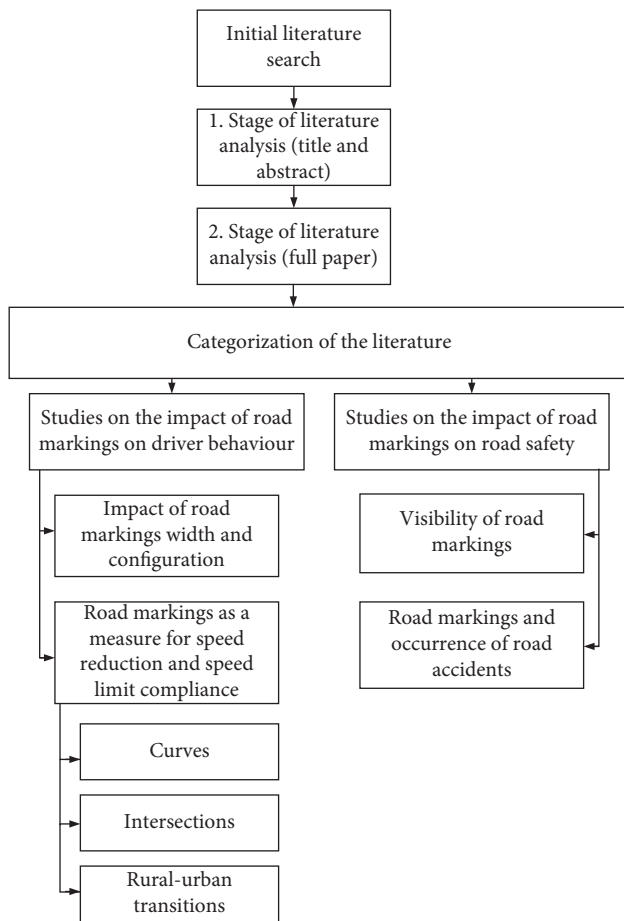 Initial literature
search
1. Stage of literature
analysis (title and
abstract)
2. Stage of literature
analysis (full paper)
Categorization of the literature
Studies on the impact of road
markings on driver behaviour
Impact of road
markings width and
configuration
Road markings as a
measure for speed
reduction and speed
limit compliance
Curves
Intersections
Rural-urban
transitions
Studies on the impact of road
markings on road safety
Visibility of road
markings
Road markings and
occurrence of road
accidents